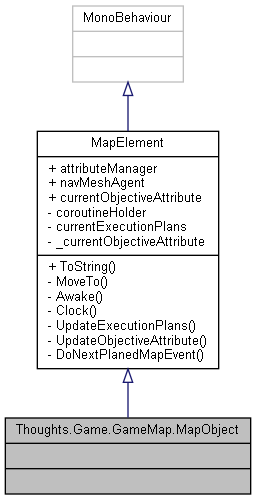 MonoBehaviour
MapElement
+ attributeManager
+ navMeshAgent
+ currentObjectiveAttribute
- coroutineHolder
- currentExecutionPlans
- _currentObjectiveAttribute
+ ToString()
- MoveTo()
- Awake()
- Clock()
- UpdateExecutionPlans()
- UpdateObjectiveAttribute()
- DoNextPlanedMapEvent()
Thoughts.Game.GameMap.MapObject